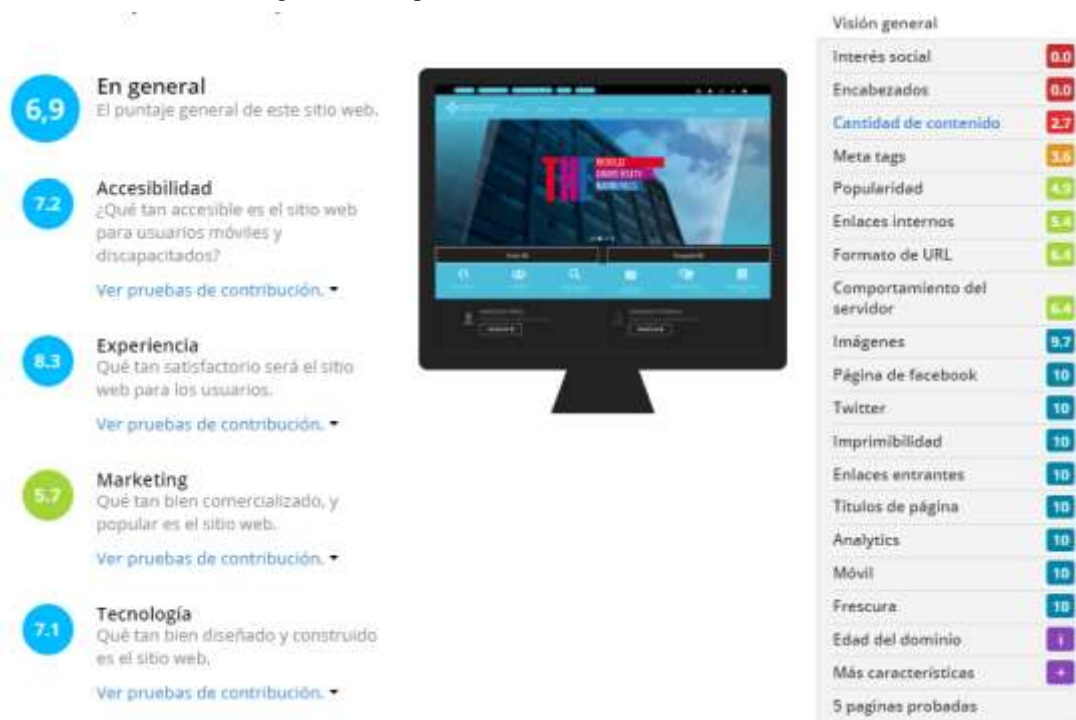 6,9
En general
El puntaje general de este sitio web.
7.2
Accesibilidad
¿Qué tan accesible es el sitio web
para usuarios móviles y
discapacitados?
Ver pruebas de contribución.
8.3
Experiencia
Qué tan satisfactorio será el sitio
web para los usuarios.
Ver pruebas de contribución.
5.7
Marketing
Qué tan bien comercializado, y
popular es el sitio web.
Ver pruebas de contribución.
7.1
Tecnología
Qué tan bien diseñado y construido
es el sitio web.
Ver pruebas de contribución.
THE WORLD
UNIVERSITY
RANKINGS
Visión general
Interés social 0.0
Encabezados 0.0
Cantidad de contenido 2.7
Meta tags 3.6
Popularidad 4.9
Enlaces internos 5.4
Formato de URL 6.4
Comportamiento del
servidor 6.4
Imágenes 9.7
Página de facebook 10
Twitter 10
Imprimibilidad 10
Enlaces entrantes 10
Títulos de página 10
Analytics 10
Móvil 10
Frescura 10
Edad del dominio i
Más características +
5 paginas probadas